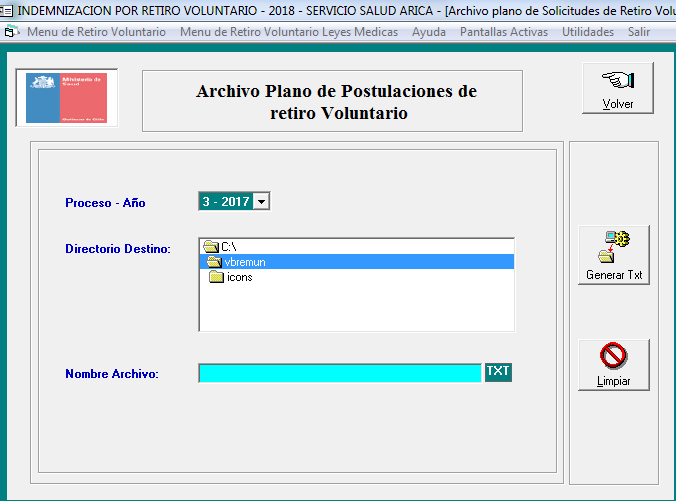 INDEMNIZACION POR RETIRO VOLUNTARIO - 2018 - SERVICIO SALUD ARICA - [Archivo plano de Solicitudes de Retiro Volu
Menu de Retiro Voluntario Menu de Retiro Voluntario Leyes Medicas Ayuda Pantallas Activas Utilidades Salir
Ministerio de
Salud
Gobierno de Chile
Archivo Plano de Postulaciones de
retiro Voluntario
Volver
Proceso - Año
3 - 2017
Directorio Destino:
C:\
vbremun
icons
Generar Txt
Nombre Archivo:
TXT
Limpiar